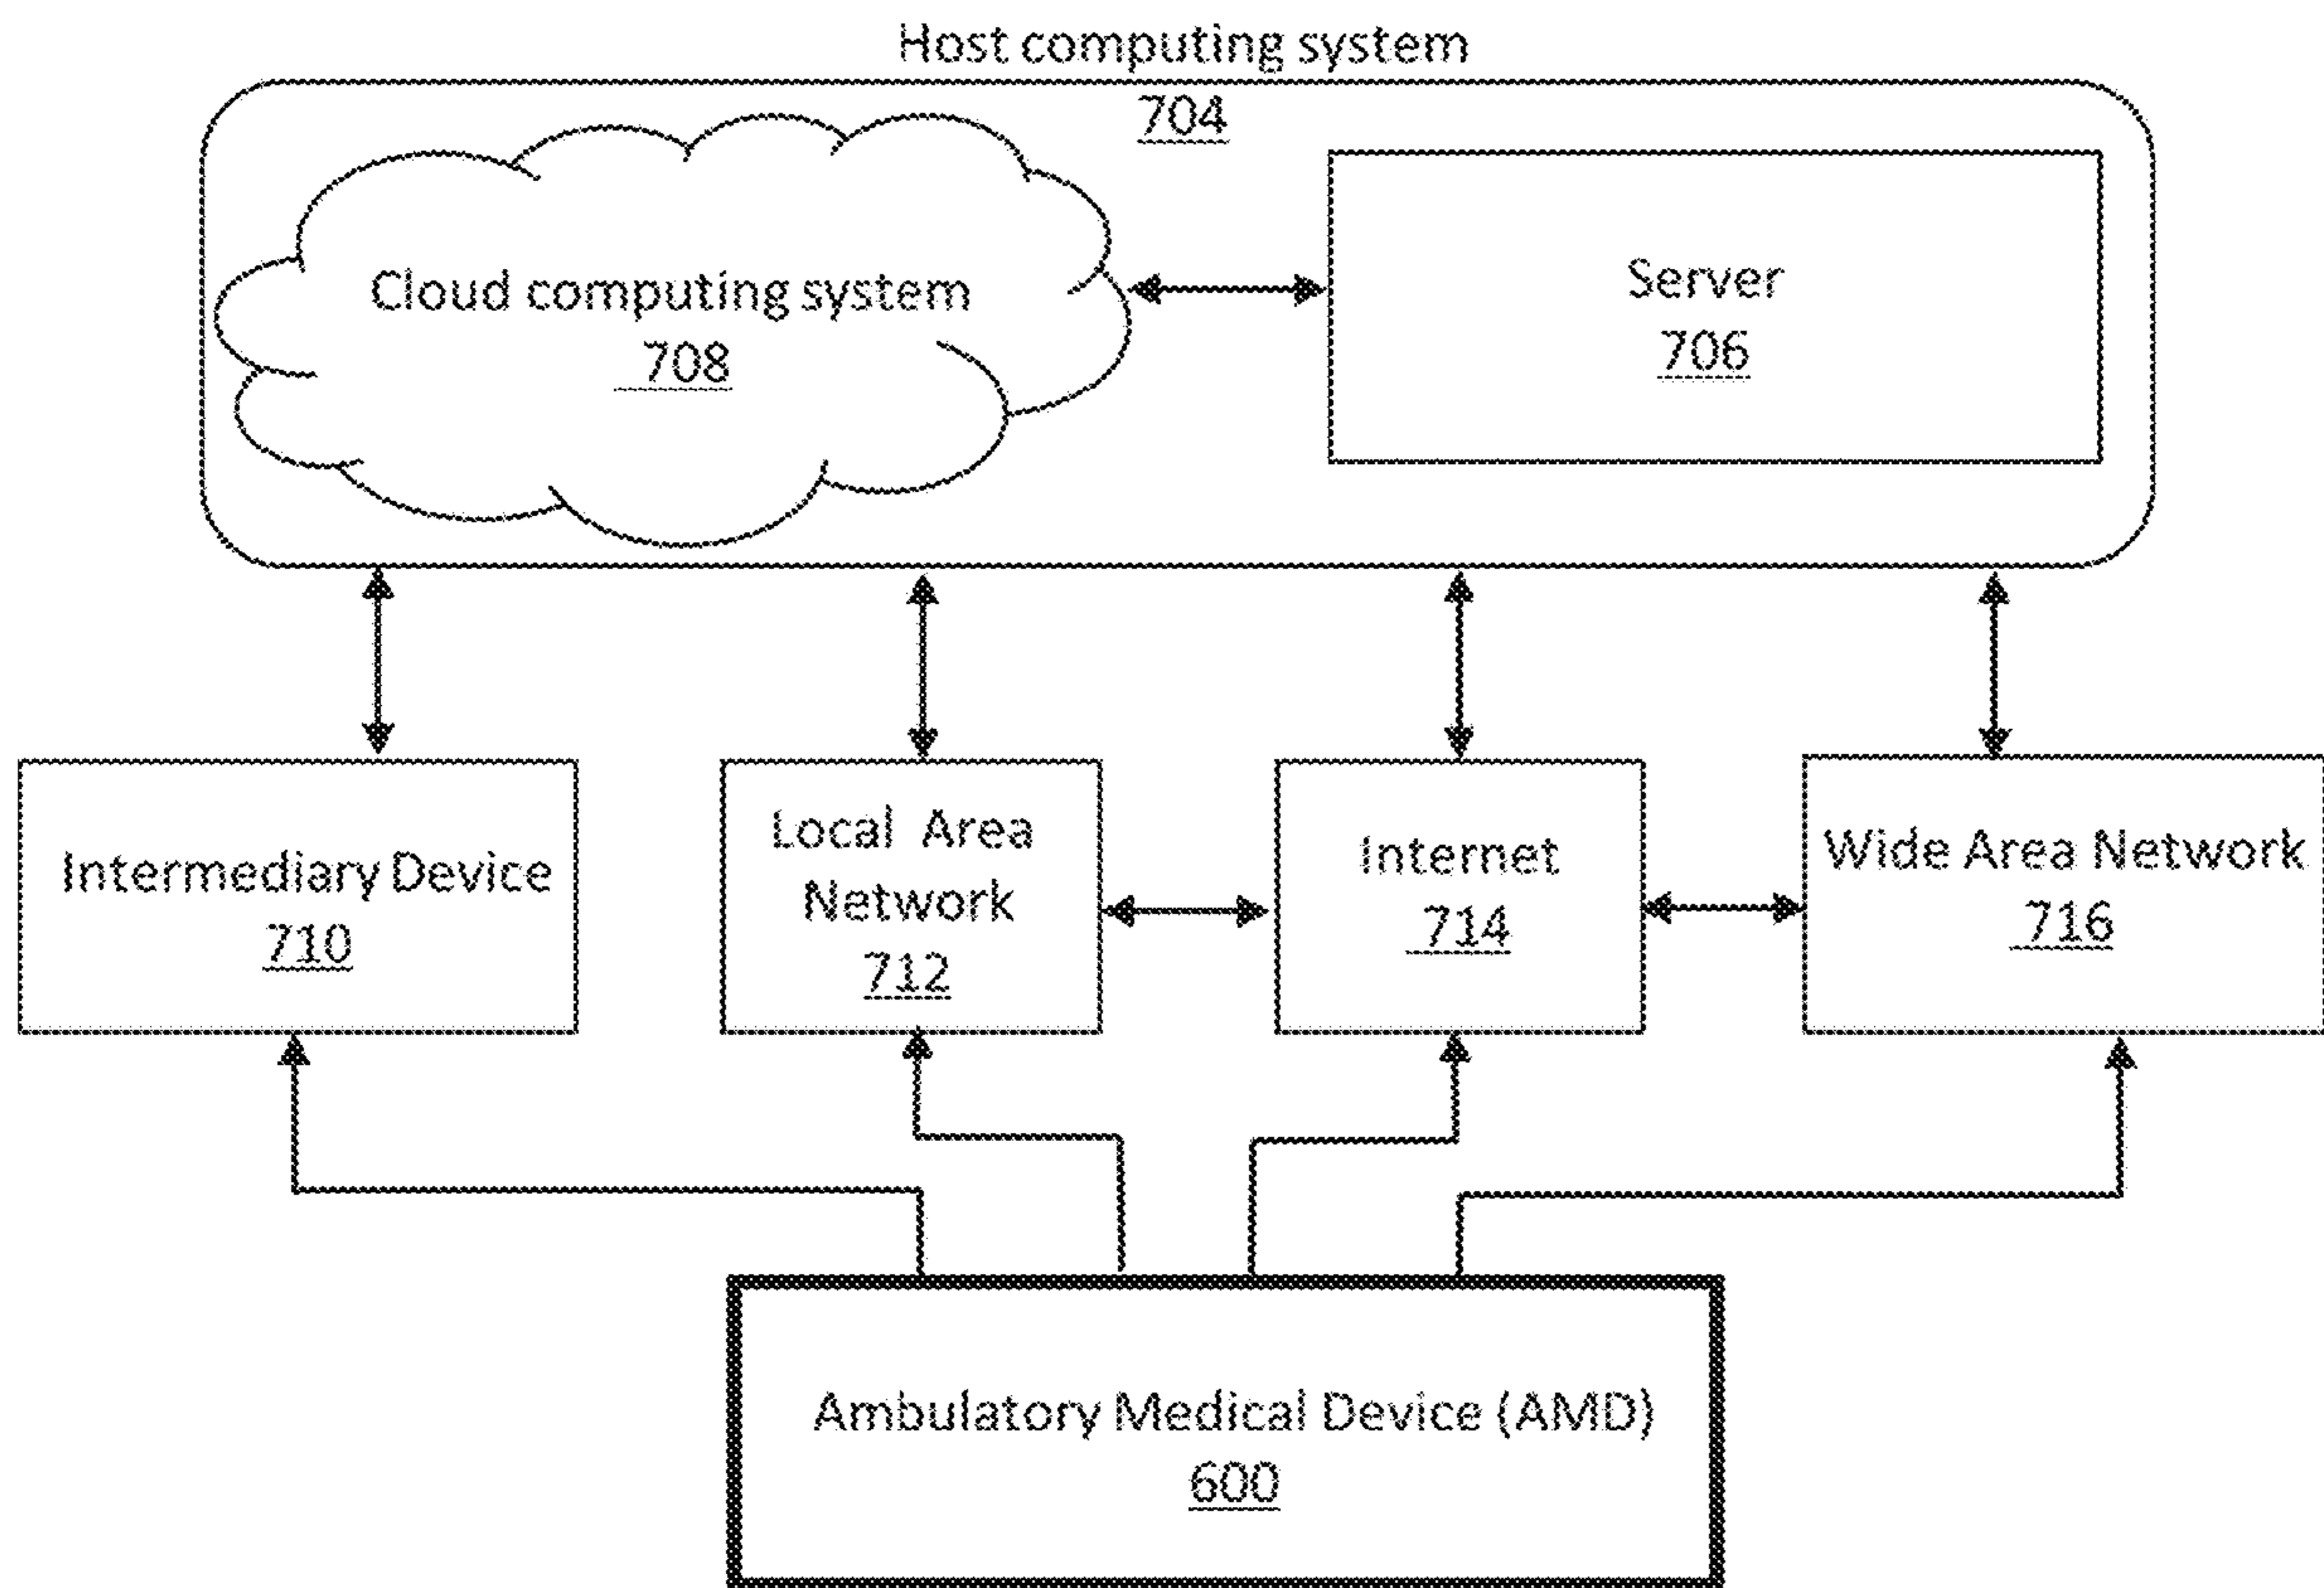 Host computing system
704
Cloud computing system
708
Server
706
Intermediary Device
710
Local Area
Network
712
Internet
714
Wide Area Network
716
Ambulatory Medical Device (AMD)
600